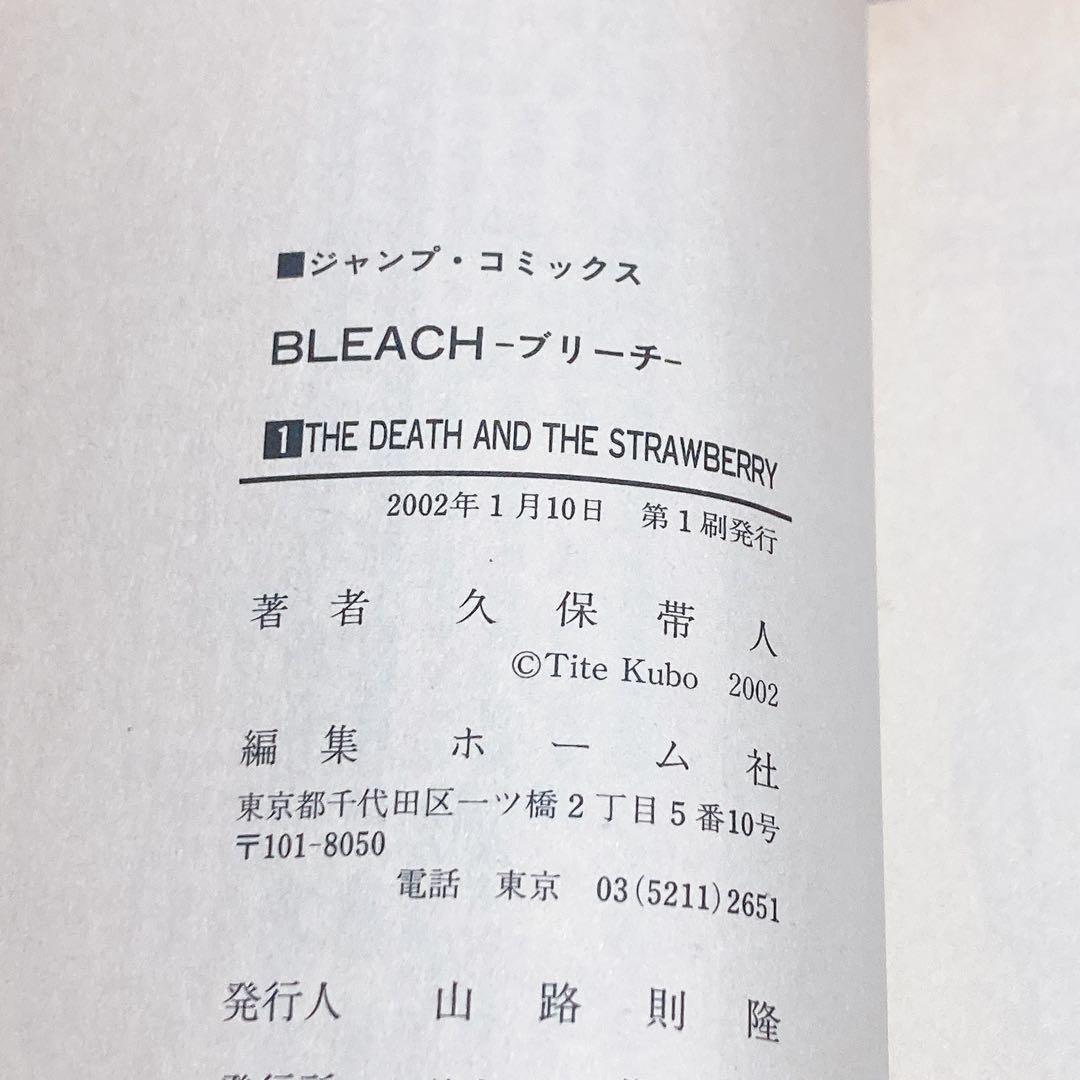 ■ジャンプ・コミックス
BLEACH-ブリーチ-
1 THE DEATH AND THE STRAWBERRY
2002年1月10日 第1刷発行
著者 久保帯人
©Tite Kubo 2002
編集 ホーム社
東京都千代田区一ツ橋2丁目5番10号
〒101-8050
電話 東京 03(5211)2651
発行人 山路則隆